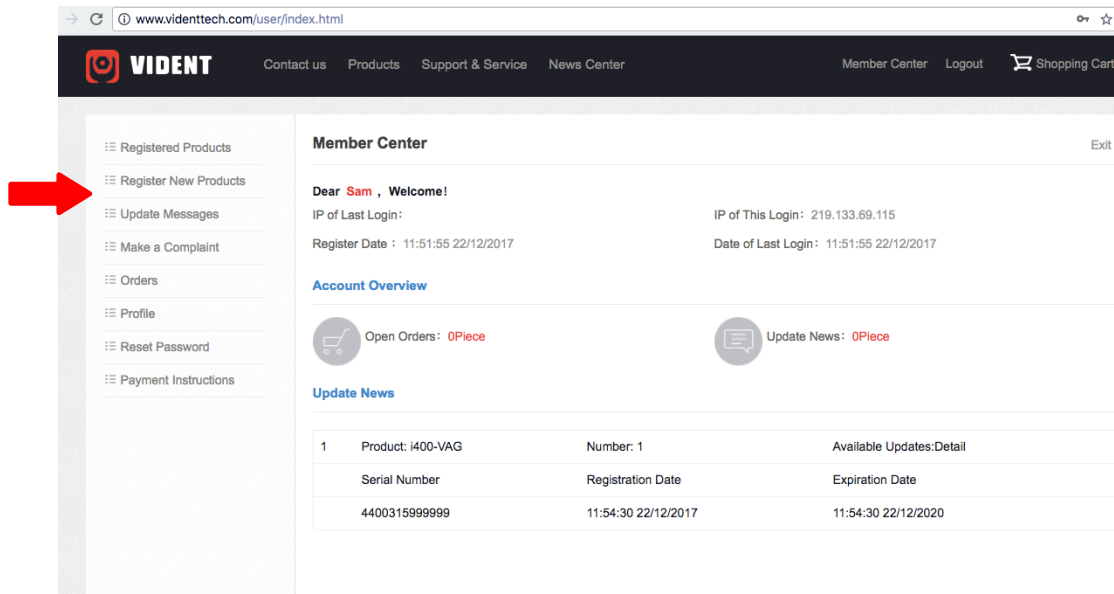 www.videnttech.com/user/index.html
VIDENT Contact us Products Support & Service News Center Member Center Logout Shopping Cart
Registered Products
Register New Products
Update Messages
Make a Complaint
Orders
Profile
Reset Password
Payment Instructions
Member Center Exit
Dear Sam , Welcome!
IP of Last Login: IP of This Login: 219.133.69.115
Register Date : 11:51:55 22/12/2017 Date of Last Login: 11:51:55 22/12/2017
Account Overview
Open Orders: 0Piece Update News: 0Piece
Update News
1 Product: i400-VAG Number: 1 Available Updates:Detail
Serial Number Registration Date Expiration Date
4400315999999 11:54:30 22/12/2017 11:54:30 22/12/2020